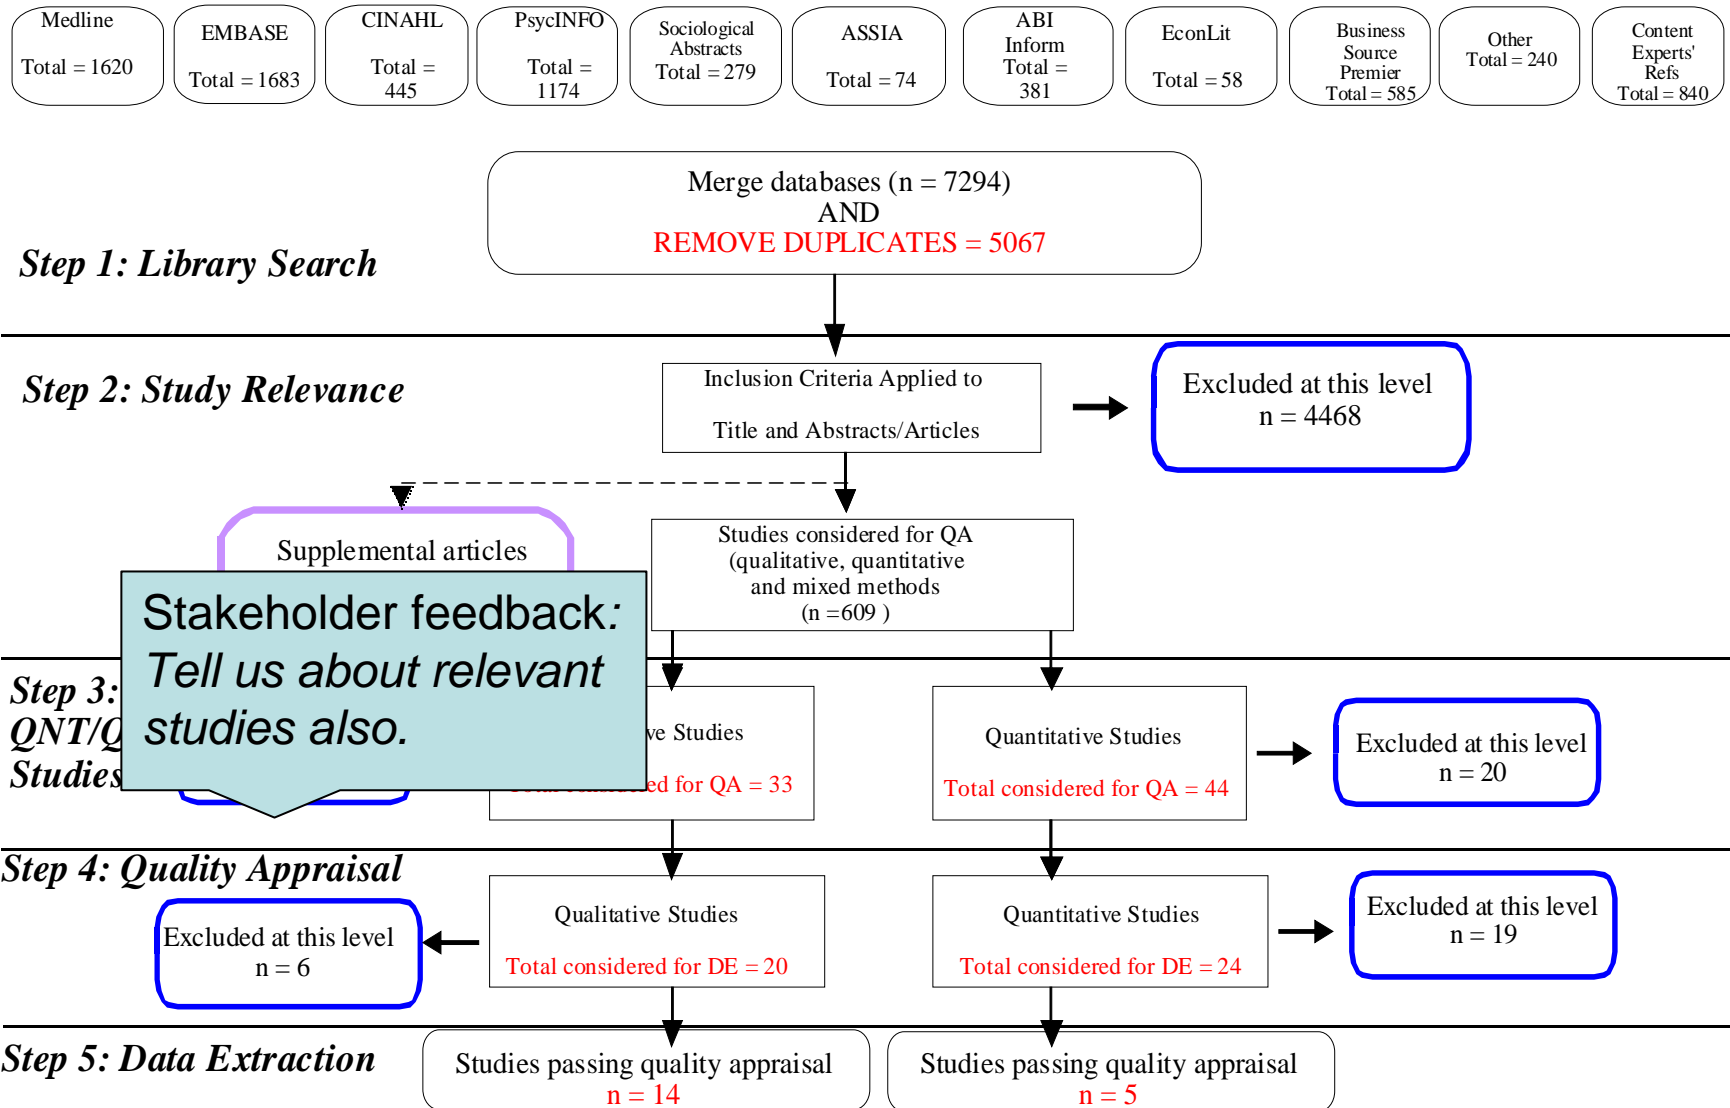 Medline
Total = 1620
EMBASE
Total = 1683
CINAHL
Total =
445
PsycINFO
Total =
1174
Sociological
Abstracts
Total = 279
ASSIA
Total = 74
ABI
Inform
Total =
381
EconLit
Total = 58
Business
Source
Premier
Total = 585
Other
Total = 240
Content
Experts'
Refs
Total = 840
Merge databases (n = 7294)
AND
REMOVE DUPLICATES = 5067
Step 1: Library Search
Step 2: Study Relevance
Inclusion Criteria Applied to
Title and Abstracts/Articles
Excluded at this level
n = 4468
Supplemental articles
Studies considered for QA
(qualitative, quantitative
and mixed methods
(n =609 )
Stakeholder feedback:
Tell us about relevant
studies also.
Step 3:
QNT/Q
Studies
ve Studies
ed for QA = 33
Quantitative Studies
Total considered for QA = 44
Excluded at this level
n = 20
Step 4: Quality Appraisal
Excluded at this level
n = 6
Qualitative Studies
Total considered for DE = 20
Quantitative Studies
Total considered for DE = 24
Excluded at this level
n = 19
Step 5: Data Extraction
Studies passing quality appraisal
n = 14
Studies passing quality appraisal
n = 5